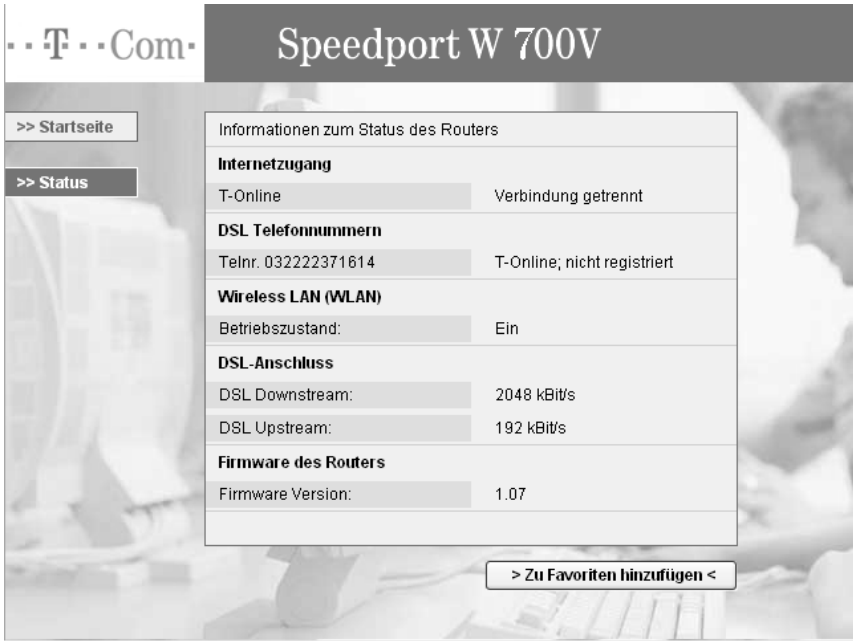 ··T··Com·
Speedport W 700V
>> Startseite
>> Status
Informationen zum Status des Routers
Internetzugang
T-Online Verbindung getrennt
DSL Telefonnummern
Telnr. 032222371614 T-Online; nicht registriert
Wireless LAN (WLAN)
Betriebszustand: Ein
DSL-Anschluss
DSL Downstream: 2048 kBit/s
DSL Upstream: 192 kBit/s
Firmware des Routers
Firmware Version: 1.07
> Zu Favoriten hinzufügen <